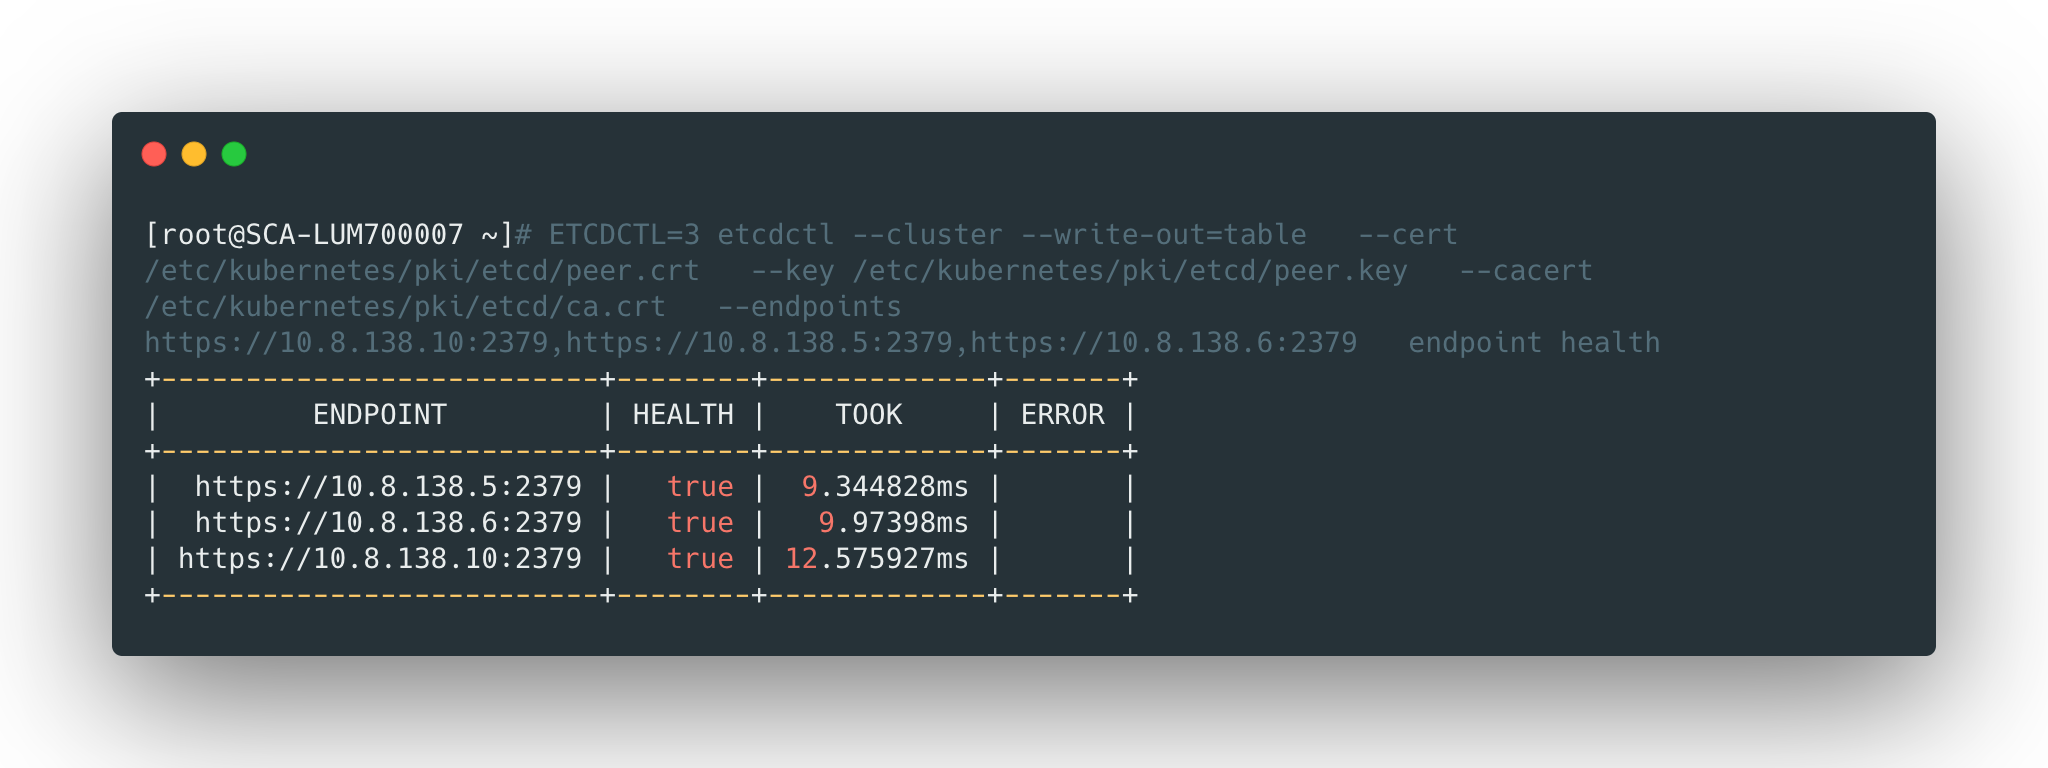 [root@SCA-LUM700007 ~]# ETCDCTL=3 etcdctl --cluster --write-out=table   --cert
/etc/kubernetes/pki/etcd/peer.crt   --key /etc/kubernetes/pki/etcd/peer.key   --cacert
/etc/kubernetes/pki/etcd/ca.crt   --endpoints
https://10.8.138.10:2379,https://10.8.138.5:2379,https://10.8.138.6:2379   endpoint health
+--------------------------+--------+-------------+-------+
|         ENDPOINT         | HEALTH |    TOOK     | ERROR |
+--------------------------+--------+-------------+-------+
|  https://10.8.138.5:2379 |   true |  9.344828ms |       |
|  https://10.8.138.6:2379 |   true |   9.97398ms |       |
| https://10.8.138.10:2379 |   true | 12.575927ms |       |
+--------------------------+--------+-------------+-------+